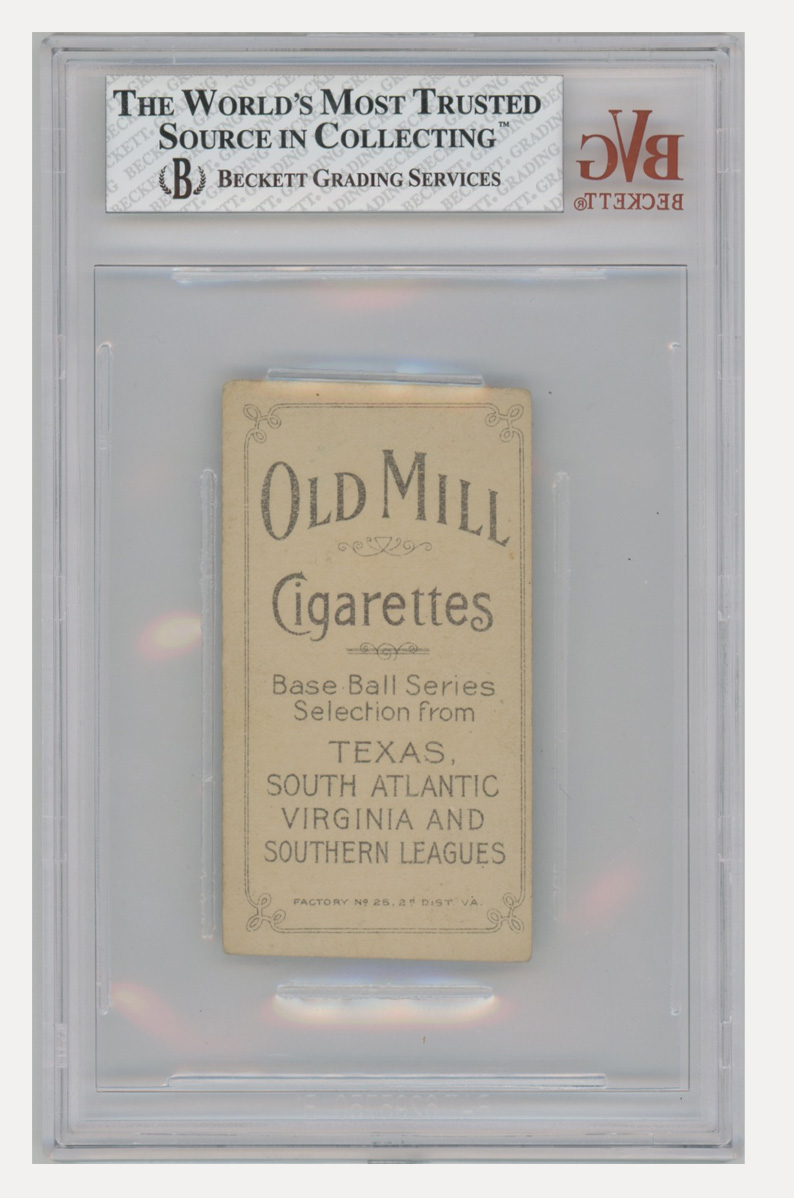 THE WORLD'S MOST TRUSTED
SOURCE IN COLLECTING™
B BECKETT GRADING SERVICES
BVG
BECKETT®
OLD MILL
Cigarettes
Base Ball Series
Selection from
TEXAS,
SOUTH ATLANTIC
VIRGINIA AND
SOUTHERN LEAGUES
FACTORY Nº 25, 2ᴰ DIST VA.